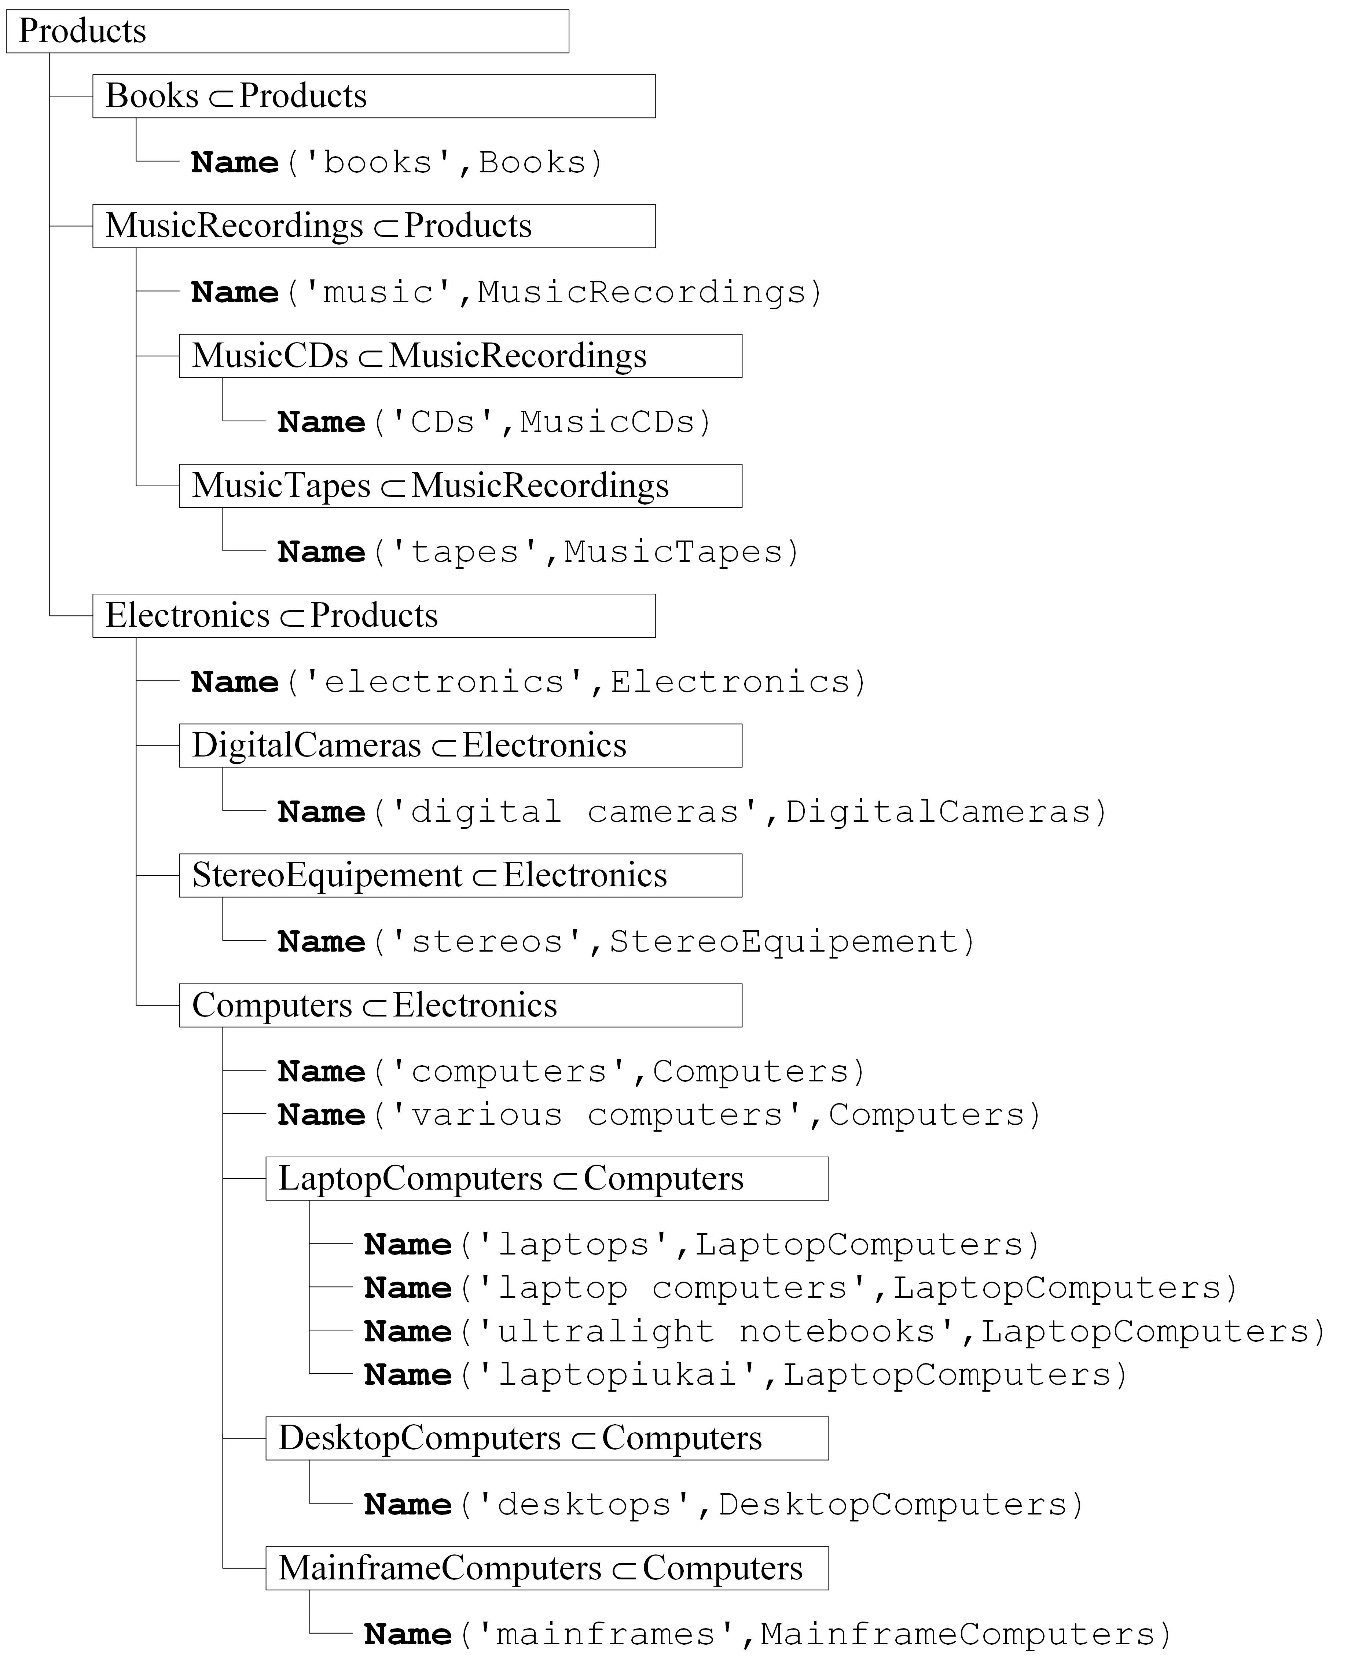 Products
Books ⊂ Products
Name('books',Books)
MusicRecordings ⊂ Products
Name('music',MusicRecordings)
MusicCDs ⊂ MusicRecordings
Name('CDs',MusicCDs)
MusicTapes ⊂ MusicRecordings
Name('tapes',MusicTapes)
Electronics ⊂ Products
Name('electronics',Electronics)
DigitalCameras ⊂ Electronics
Name('digital cameras',DigitalCameras)
StereoEquipement ⊂ Electronics
Name('stereos',StereoEquipement)
Computers ⊂ Electronics
Name('computers',Computers)
Name('various computers',Computers)
LaptopComputers ⊂ Computers
Name('laptops',LaptopComputers)
Name('laptop computers',LaptopComputers)
Name('ultralight notebooks',LaptopComputers)
Name('laptopiukai',LaptopComputers)
DesktopComputers ⊂ Computers
Name('desktops',DesktopComputers)
MainframeComputers ⊂ Computers
Name('mainframes',MainframeComputers)